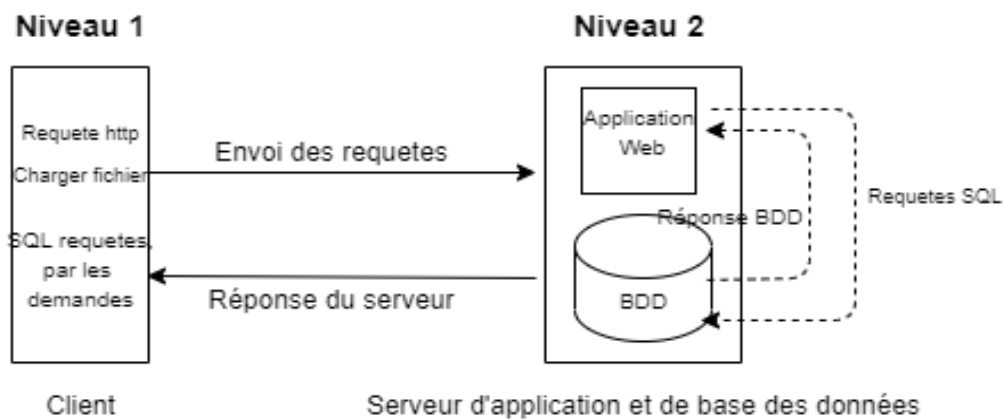 Niveau 1
Niveau 2
Requete http
Charger fichier
SQL requetes,
par les
demandes
Envoi des requetes
Réponse du serveur
Application
Web
Réponse BDD
Requetes SQL
BDD
Client
Serveur d'application et de base des données